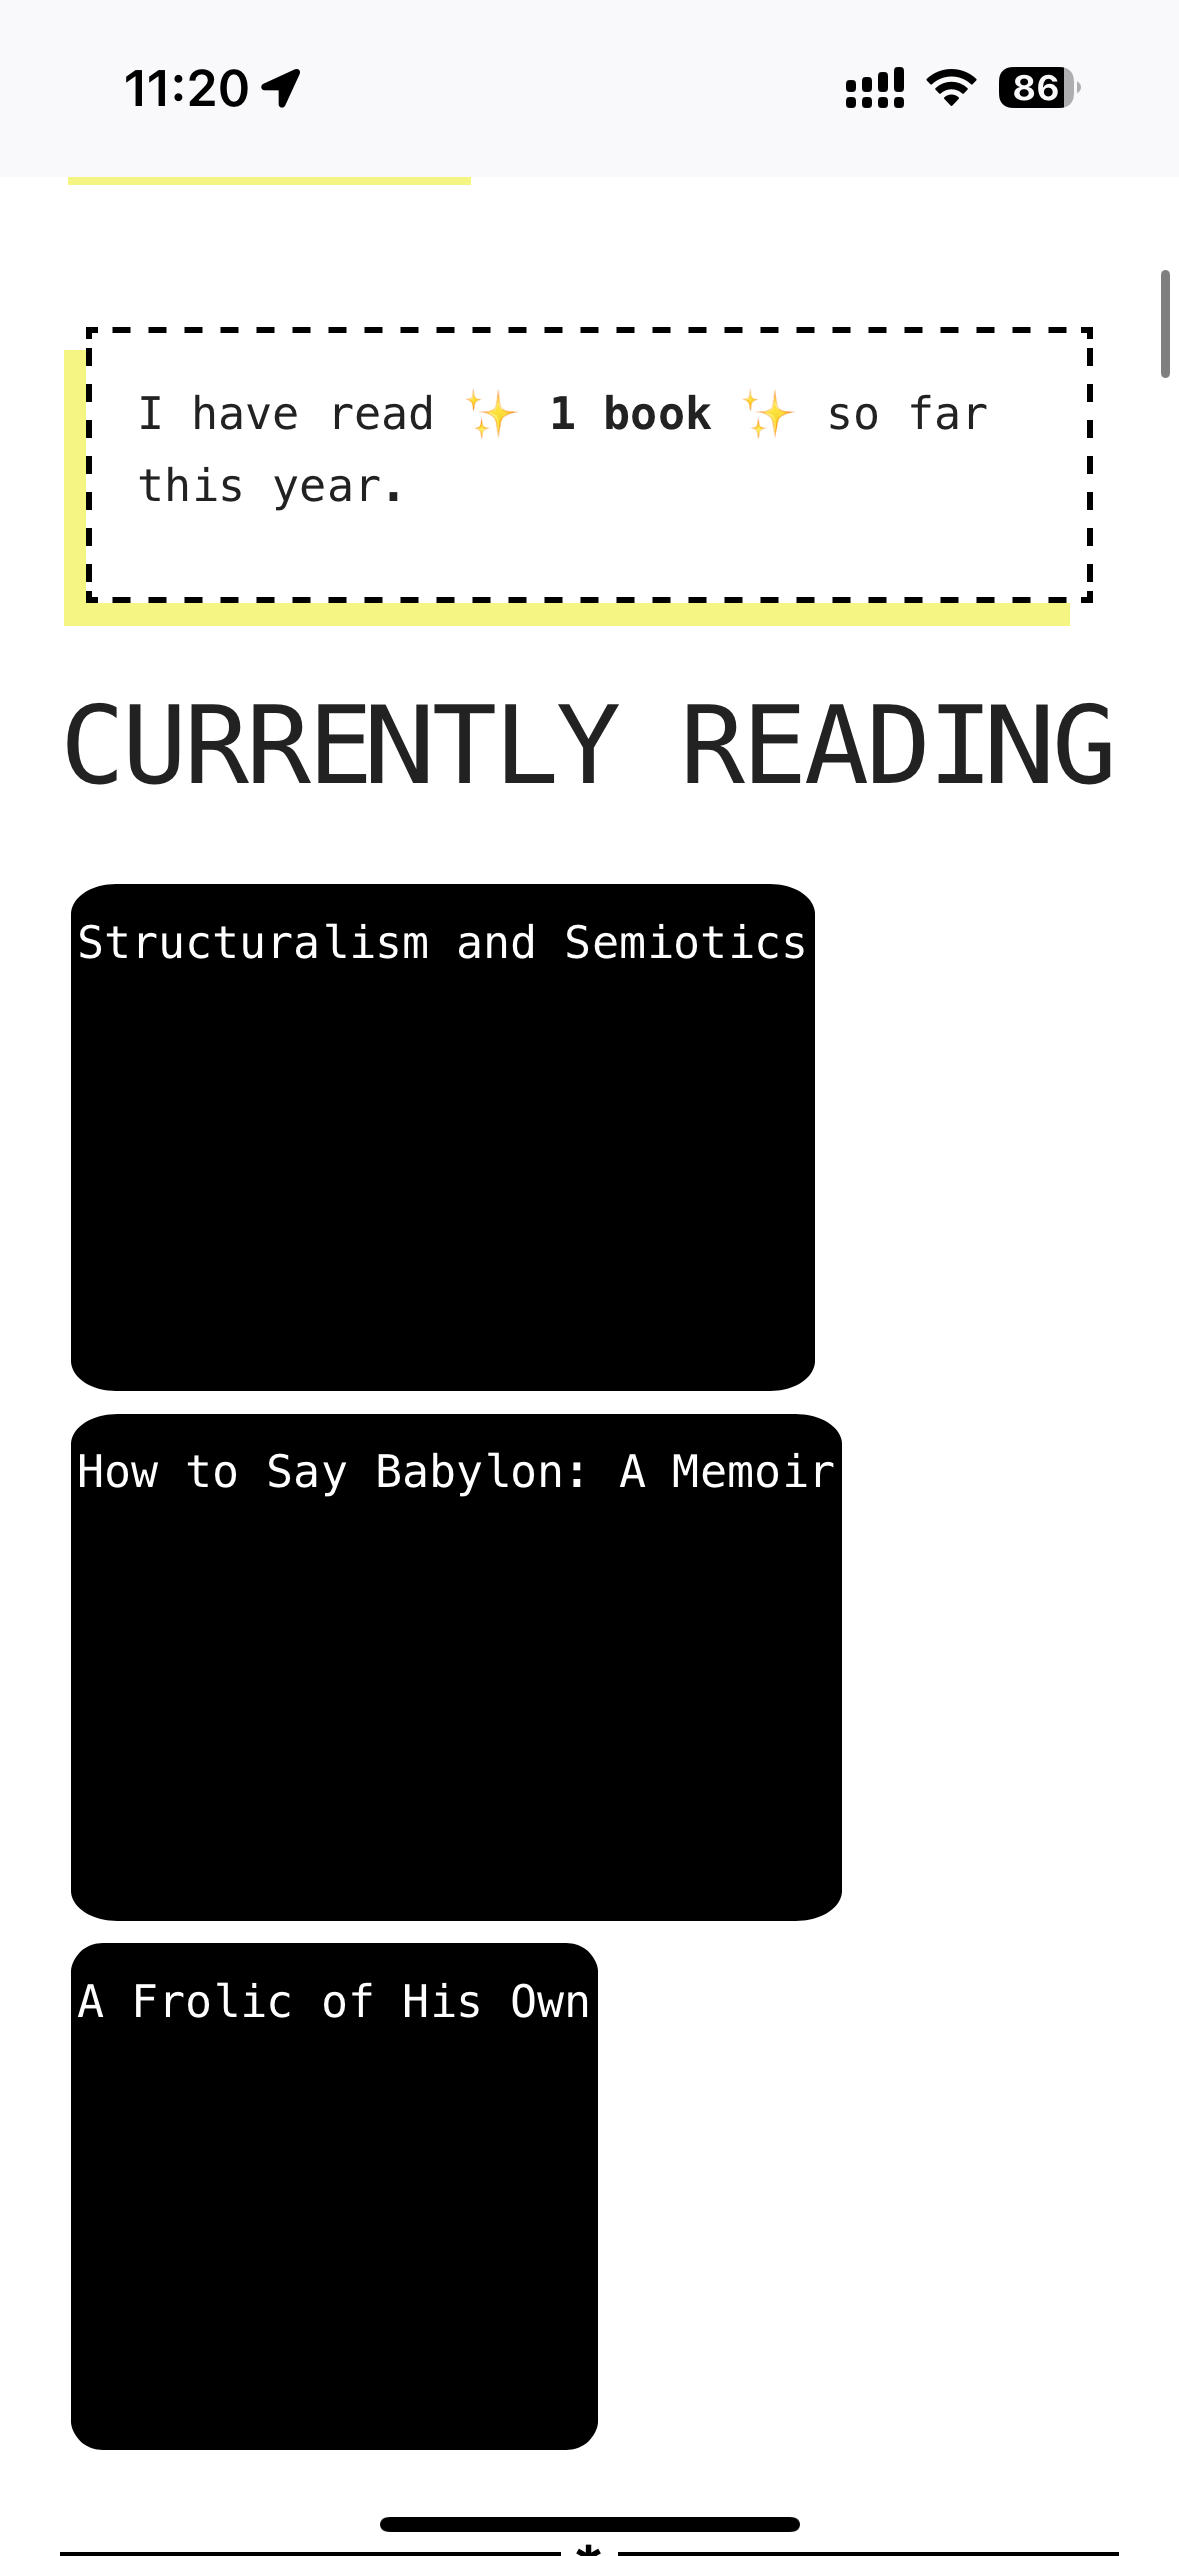 11:20
86
I have read ✨ 1 book ✨ so far
this year.
CURRENTLY READING
Structuralism and Semiotics
How to Say Babylon: A Memoir
A Frolic of His Own
*